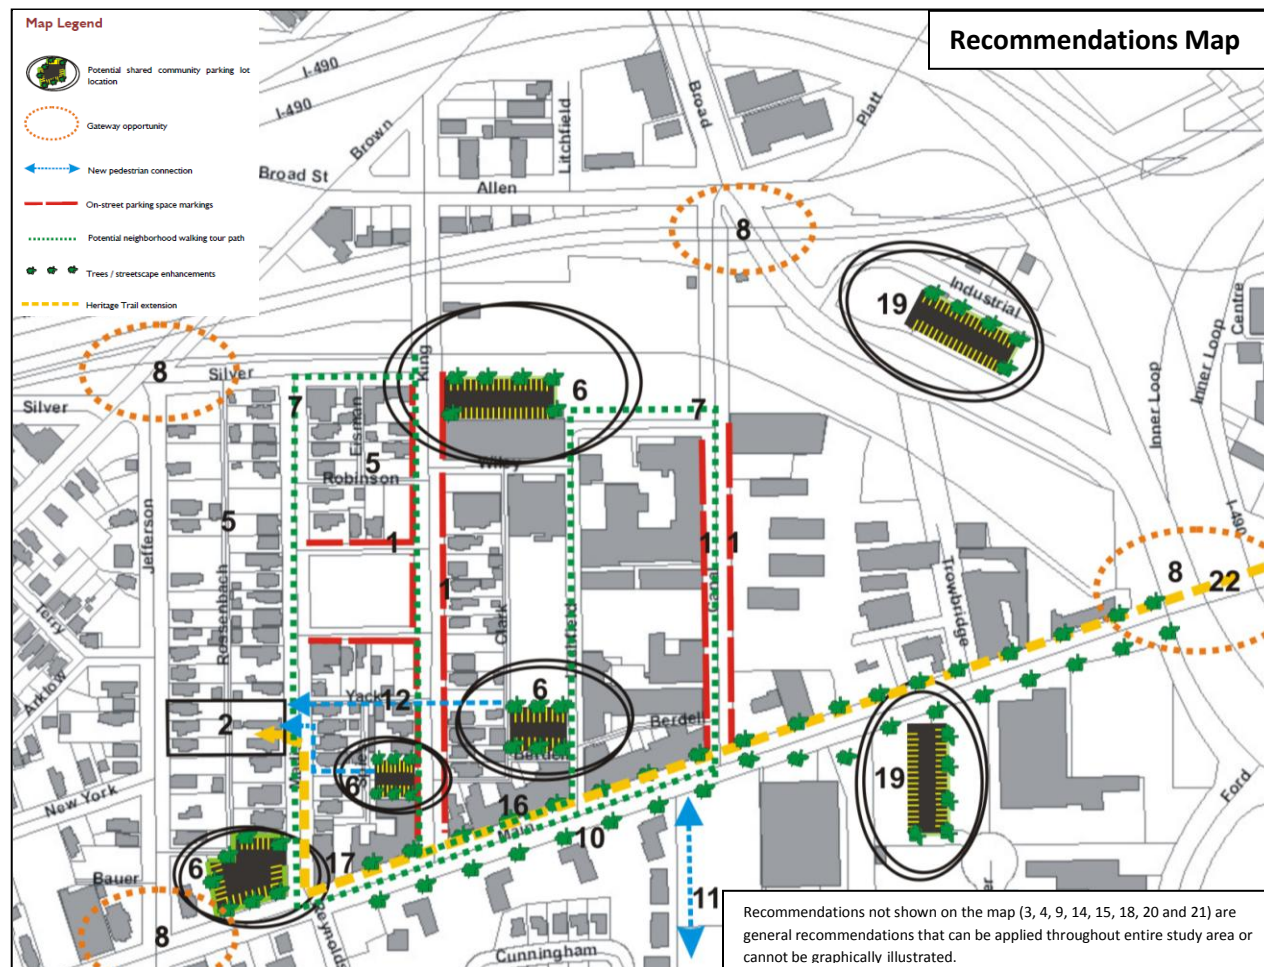 Map Legend
Potential shared community parking lot
location
Gateway opportunity
New pedestrian connection
On-street parking space markings
Potential neighborhood walking tour path
Trees / streetscape enhancements
Heritage Trail extension
Recommendations Map
I-490
I-490
Brown
Broad St
Allen
Litchfield
Broad
Platt
8
19
Industrial
Inner Loop
Inner Loop
Centre
I-490
8
Silver
Silver
King
6
7
7
Eisman
5
Robinson
Wiley
5
Jefferson
Rossenbach
1
1
1
1
Canal
Clark
Trowbridge
8
22
Terry
Arklow
Yack
12
6
2
Berdell
6
19
New York
16
Main
10
Ford
17
6
Bauer
8
11
Cunningham
Recommendations not shown on the map (3, 4, 9, 14, 15, 18, 20 and 21) are
general recommendations that can be applied throughout entire study area or
cannot be graphically illustrated.